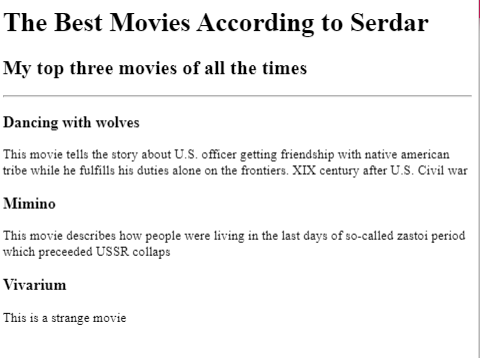 The Best Movies According to Serdar
My top three movies of all the times
Dancing with wolves
This movie tells the story about U.S. officer getting friendship with native american
tribe while he fulfills his duties alone on the frontiers. XIX century after U.S. Civil war
Mimino
This movie describes how people were living in the last days of so-called zastoi period
which preceeded USSR collaps
Vivarium
This is a strange movie